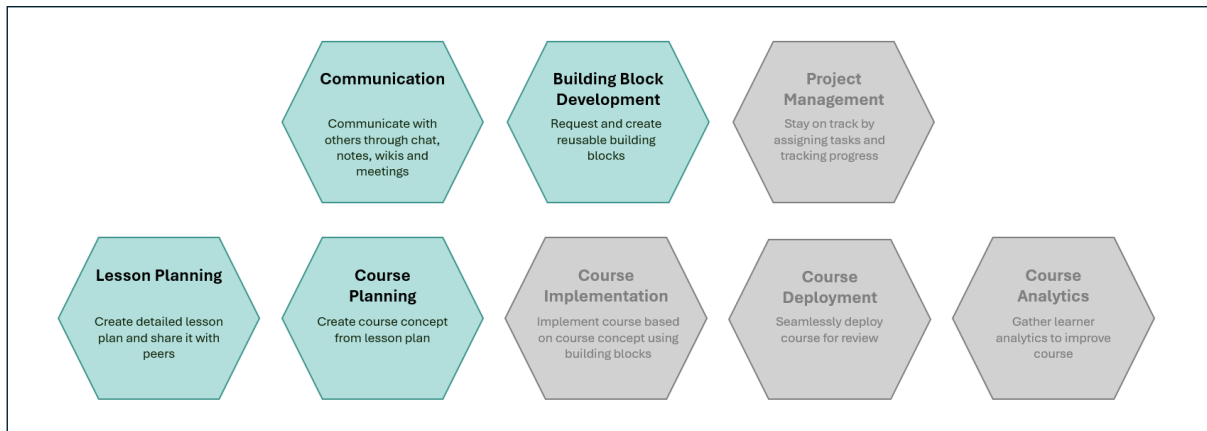 Communication
Communicate with
others through chat,
notes, wikis and
meetings
Building Block
Development
Request and create
reusable building
blocks
Project
Management
Stay on track by
assigning tasks and
tracking progress
Lesson Planning
Create detailed lesson
plan and share it with
peers
Course
Planning
Create course concept
from lesson plan
Course
Implementation
Implement course based
on course concept using
building blocks
Course
Deployment
Seamlessly deploy
course for review
Course
Analytics
Gather learner
analytics to improve
course